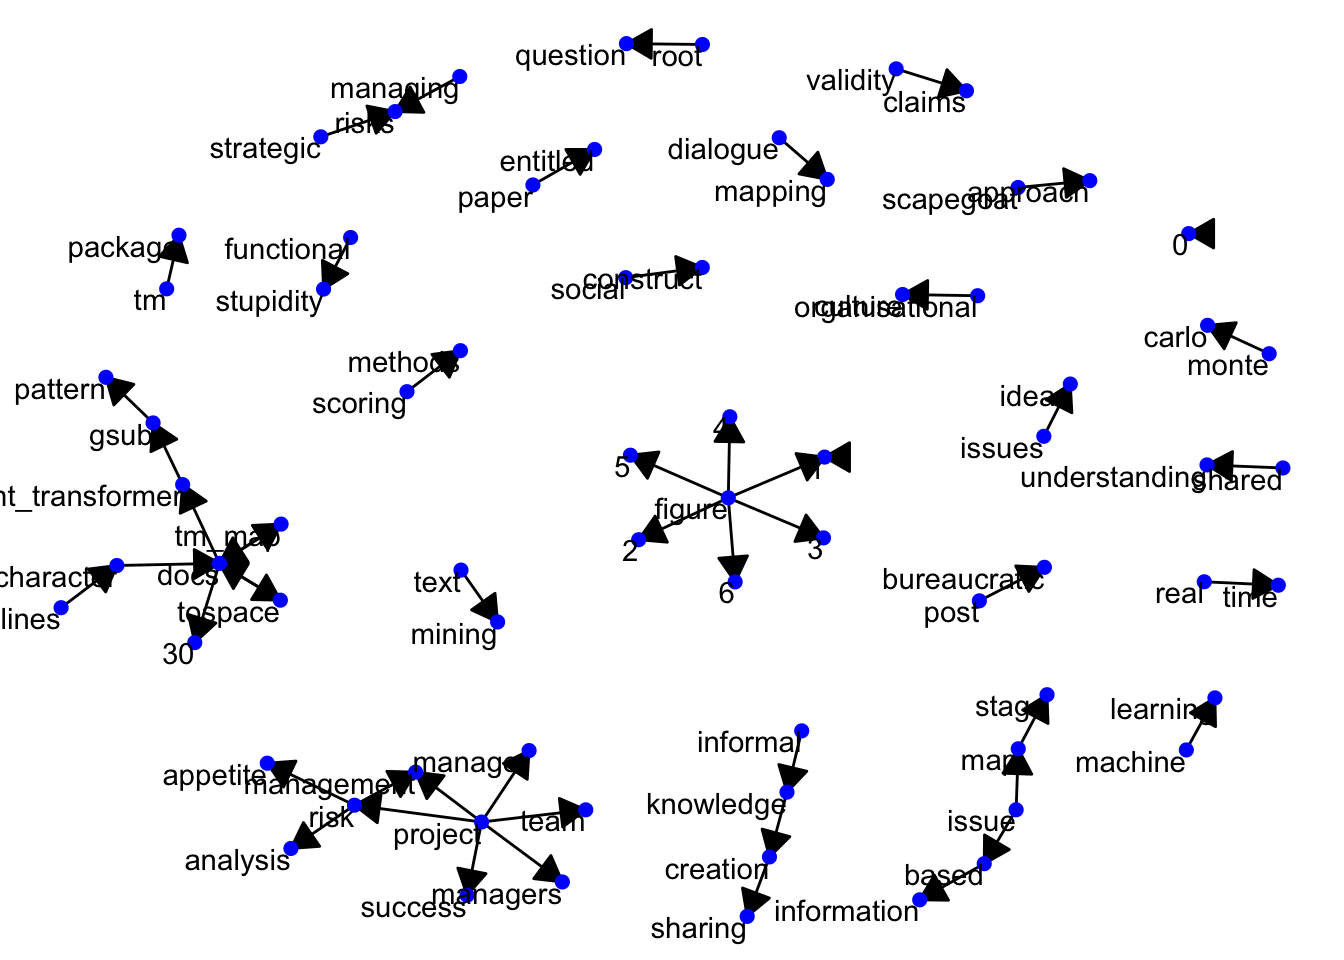 question
root
managing
risks
strategic
validity
claims
entitled
paper
dialogue
mapping
scapegoat
approach
package
tm
functional
stupidity
0
social
construct
organisational
culture
carlo
monte
methods
scoring
pattern
gsub
nt_transformer
ideas
issues
4
5
1
figure
2
3
6
understanding
shared
tm_map
docs
character
lines
tospace
30
text
mining
bureaucratic
post
real
time
stage
map
issue
based
information
learning
machine
informal
knowledge
creation
sharing
appetite
management
manager
risk
project
team
analysis
success
managers